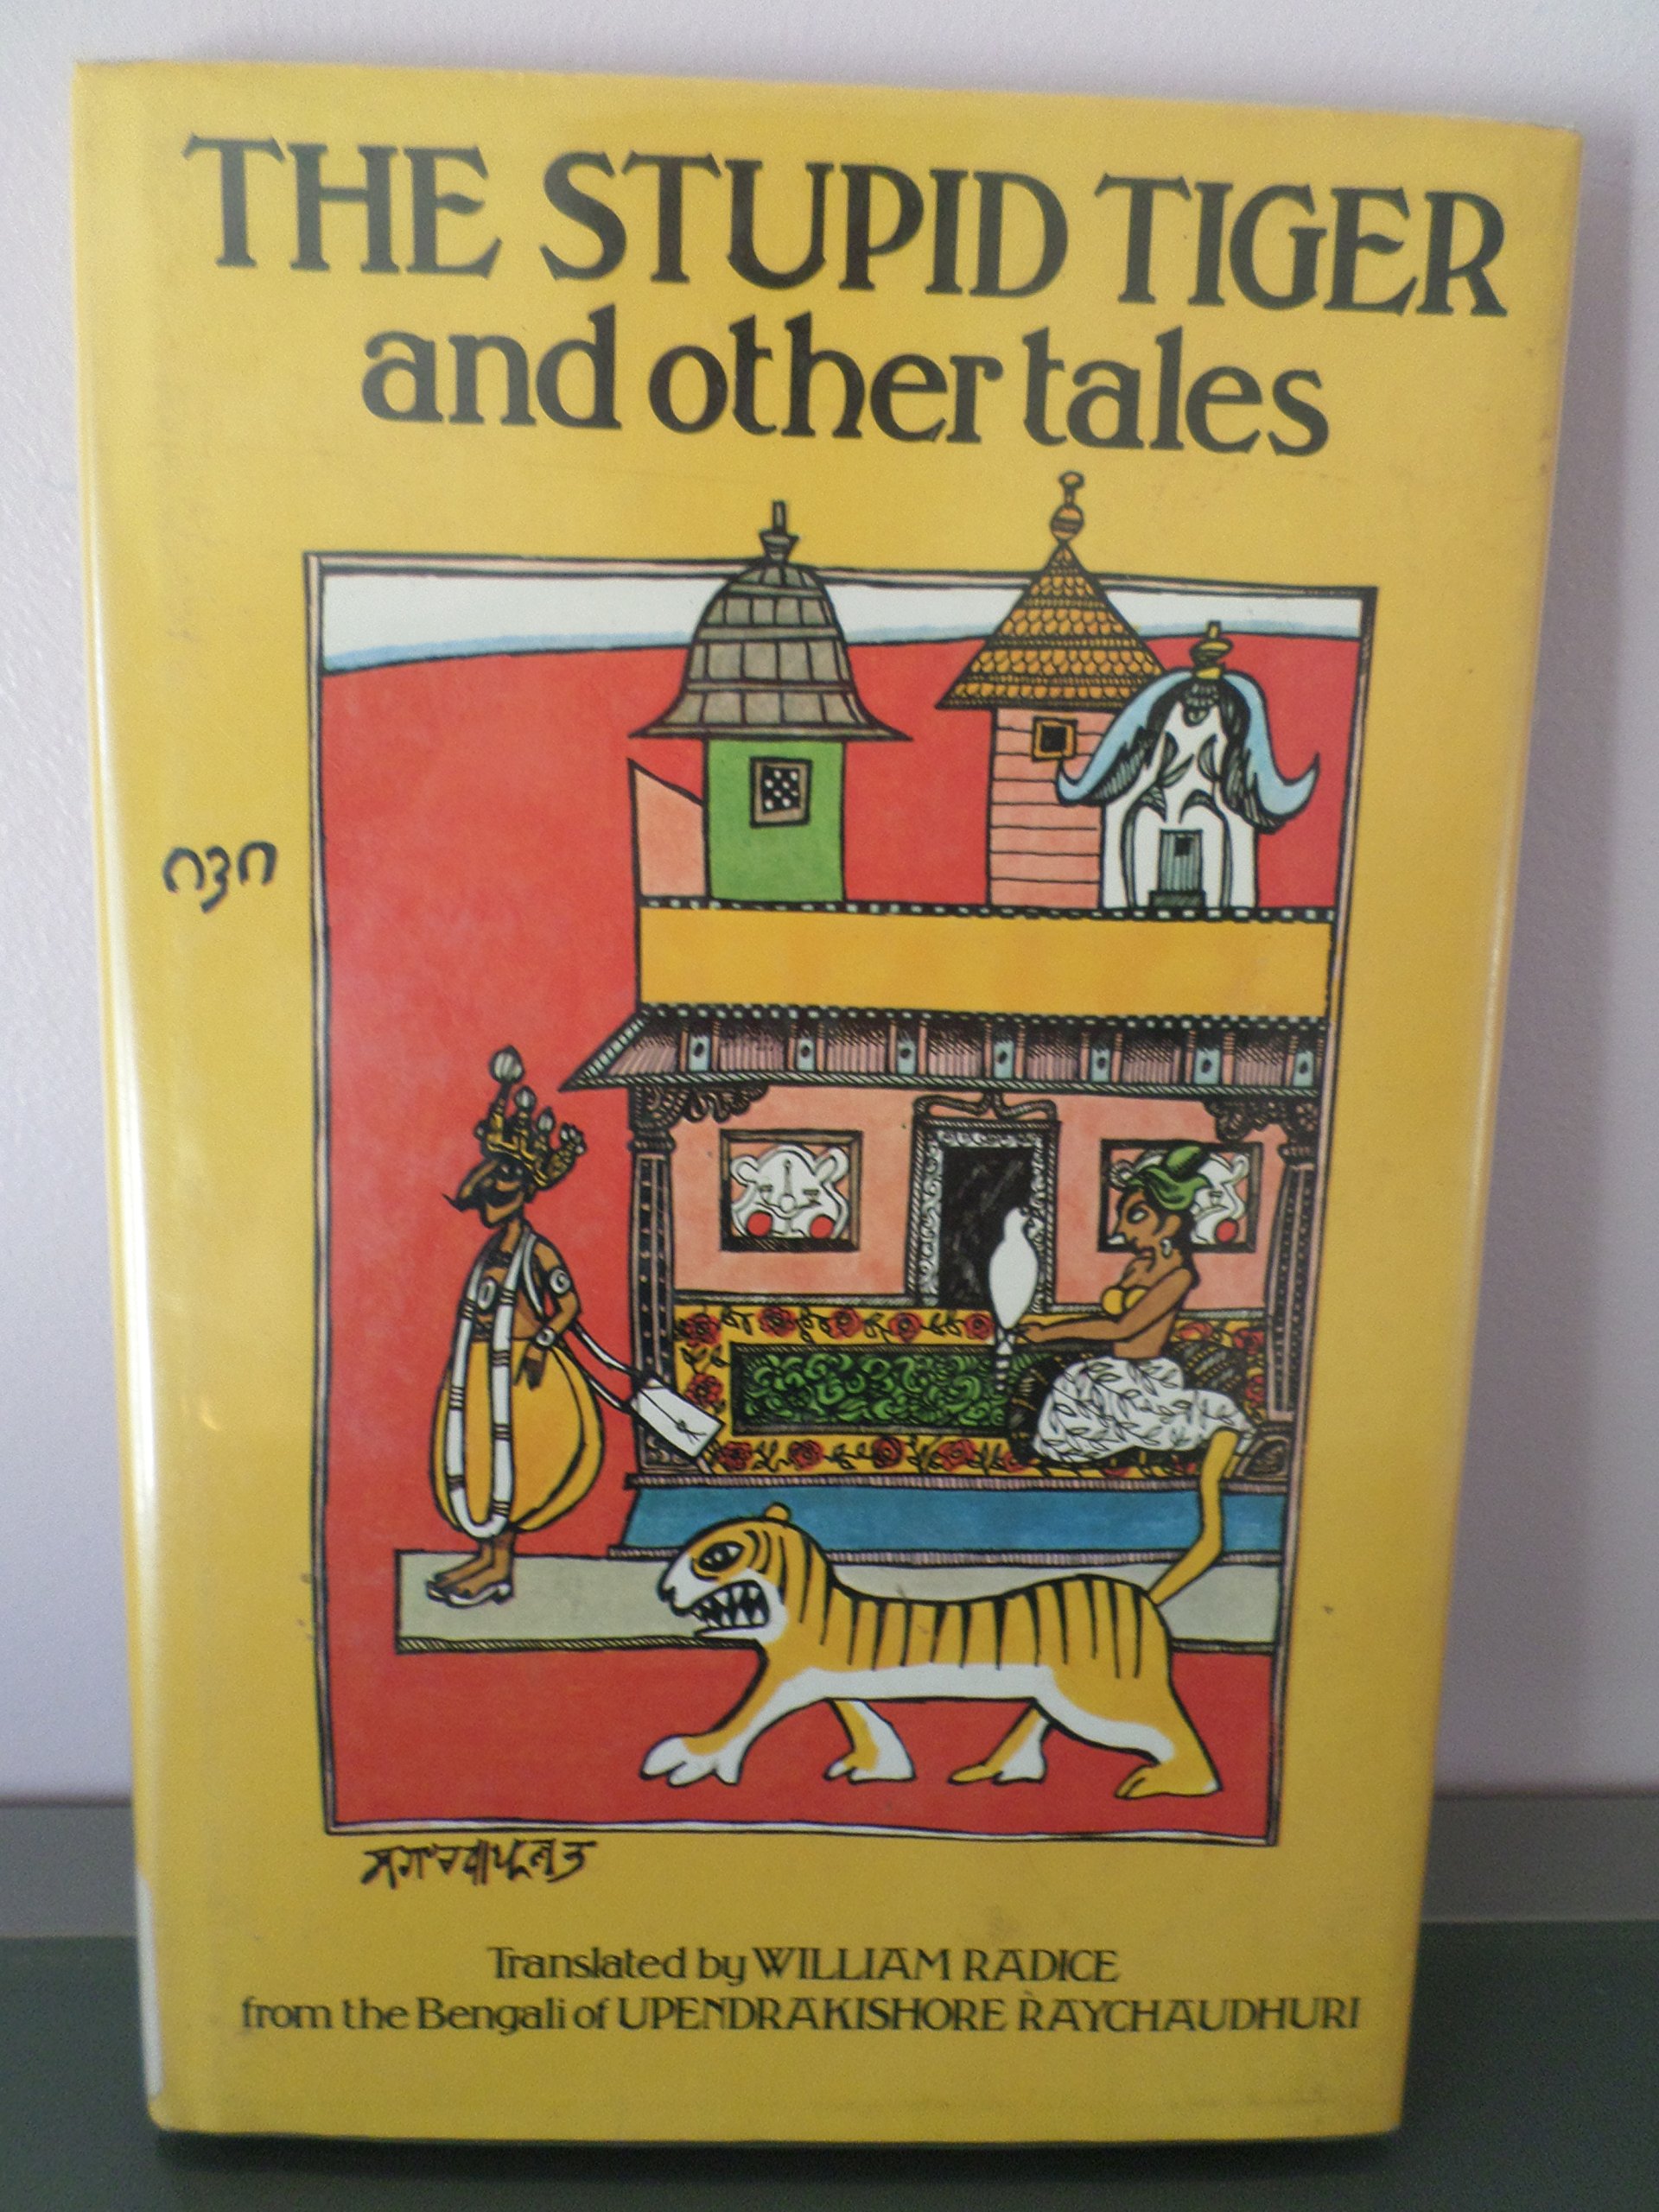 THE STUPID TIGER
and other tales
Translated by WILLIAM RADICE
from the Bengali of UPENDRAKISHORE RAYCHAUDHURI